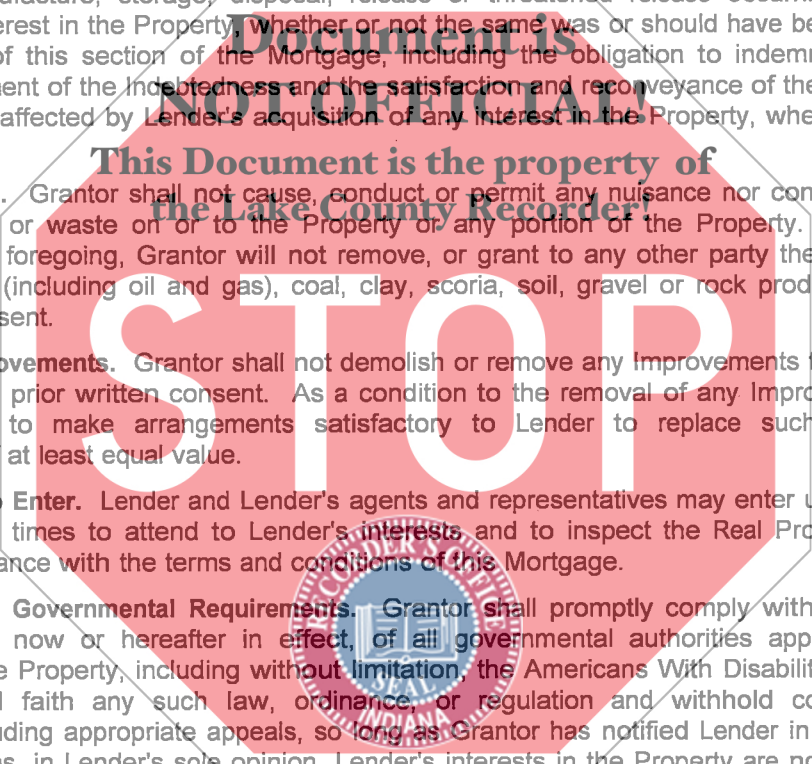 erest in the Property, whether or not the same was or should have be
Document is
of this section of the Mortgage, including the obligation to indemn
ent of the Indebtedness and the satisfaction and reconveyance of the
NOT OFFICIAL!
affected by Lender's acquisition of any interest in the Property, whe
This Document is the property of
the Lake County Recorder!
. Grantor shall not cause, conduct or permit any nuisance nor com
or waste on or to the Property or any portion of the Property.
foregoing, Grantor will not remove, or grant to any other party the
(including oil and gas), coal, clay, scoria, soil, gravel or rock prod
sent.
STOP
ovements. Grantor shall not demolish or remove any Improvements f
prior written consent. As a condition to the removal of any Impro
to make arrangements satisfactory to Lender to replace such
at least equal value.
o Enter. Lender and Lender's agents and representatives may enter u
times to attend to Lender's interests and to inspect the Real Pro
ance with the terms and conditions of this Mortgage.
RECORDER'S OFFICE
SEAL
INDIANA
Governmental Requirements. Grantor shall promptly comply with
now or hereafter in effect, of all governmental authorities app
e Property, including without limitation, the Americans With Disabilit
faith any such law, ordinance, or regulation and withhold co
uding appropriate appeals, so long as Grantor has notified Lender in
in Lender's sole opinion, Lender's interests in the Property are